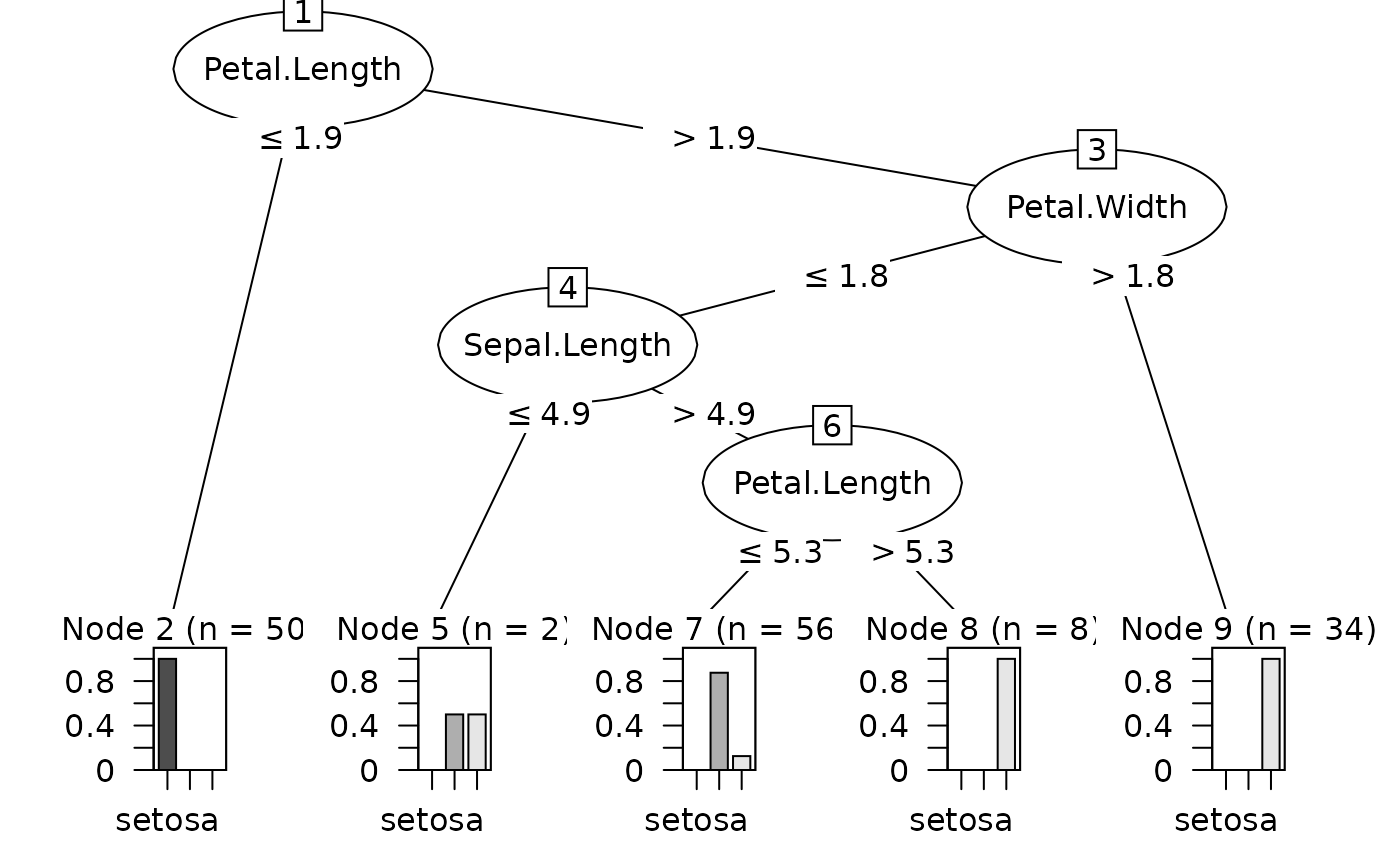 1
Petal.Length
≤ 1.9
> 1.9
3
Petal.Width
≤ 1.8
> 1.8
4
Sepal.Length
≤ 4.9
> 4.9
6
Petal.Length
≤ 5.3
> 5.3
Node 2 (n = 50
0.8
0.4
0
setosa
Node 5 (n = 2)
0.8
0.4
0
setosa
Node 7 (n = 56
0.8
0.4
0
setosa
Node 8 (n = 8)
0.8
0.4
0
setosa
Node 9 (n = 34)
0.8
0.4
0
setosa